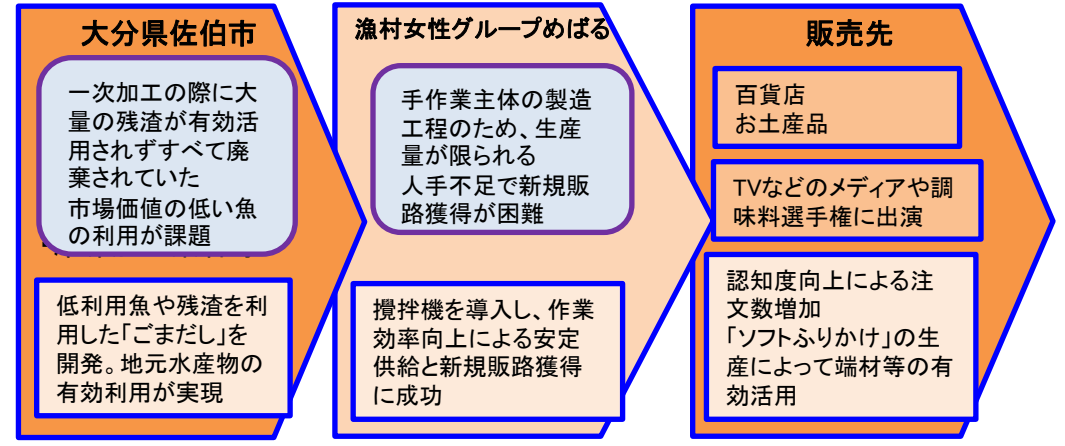 大分県佐伯市
一次加工の際に大
量の残渣が有効活
用されずすべて廃
棄されていた
市場価値の低い魚
の利用が課題
低利用魚や残渣を利
用した「ごまだし」を
開発。地元水産物の
有効利用が実現
漁村女性グループめばる
手作業主体の製造
工程のため、生産
量が限られる
人手不足で新規販
路獲得が困難
攪拌機を導入し、作業
効率向上による安定
供給と新規販路獲得
に成功
販売先
百貨店
お土産品
TVなどのメディアや調
味料選手権に出演
認知度向上による注
文数増加
「ソフトふりかけ」の生
産によって端材等の有
効活用